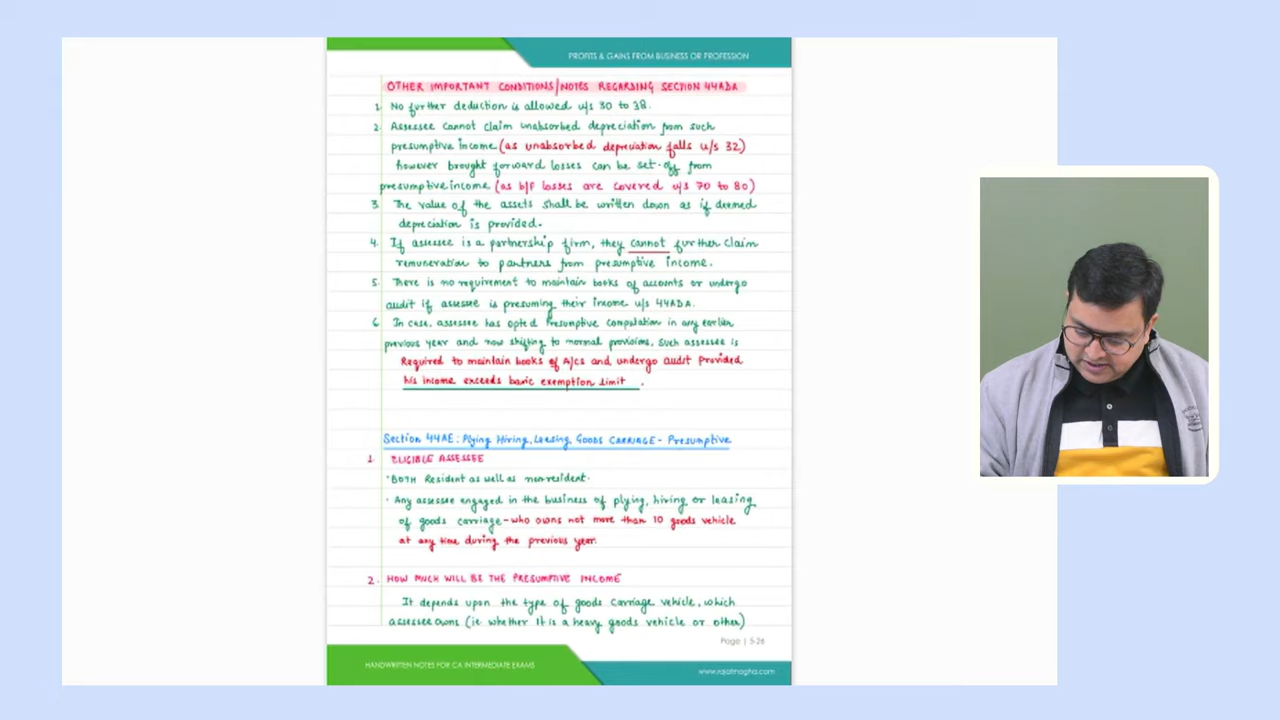 PROFITS & GAINS FROM BUSINESS OR PROFESSION
OTHER IMPORTANT CONDITIONS/NOTES REGARDING SECTION 44ADA
1. No further deduction is allowed u/s 30 to 38.
2. Assessee cannot claim unabsorbed depreciation from such
presumptive income (as unabsorbed depreciation falls u/s 32)
however brought forward losses can be set-off from
presumptive income (as b/f losses are covered u/s 70 to 80)
3. The value of the assets shall be written down as if deemed
depreciation is provided.
4. If assessee is a partnership firm, they cannot further claim
remuneration to partners from presumptive income.
5. There is no requirement to maintain books of accounts or undergo
audit if assessee is presuming their income u/s 44ADA.
6. In case, assessee has opted Presumptive computation in any earlier
previous year and now shifting to normal provisions, such assessee is
Required to maintain books of A/cs and undergo audit provided
his income exceeds basic exemption limit.
Section 44AE: Plying Hiring, Leasing, GOODS CARRIAGE - Presumptive
1. ELIGIBLE ASSESSEE
• BOTH Resident as well as non-resident.
• Any assessee engaged in the business of plying, hiring or leasing
of goods carriage - who owns not more than 10 goods vehicle
at any time during the previous year.
2. HOW MUCH WILL BE THE PRESUMPTIVE INCOME
It depends upon the type of goods carriage vehicle, which
assessee owns (ie whether it is a heavy goods vehicle or other)
Page | 5-26
HANDWRITTEN NOTES FOR CA INTERMEDIATE EXAMS
www.rajatmogha.com